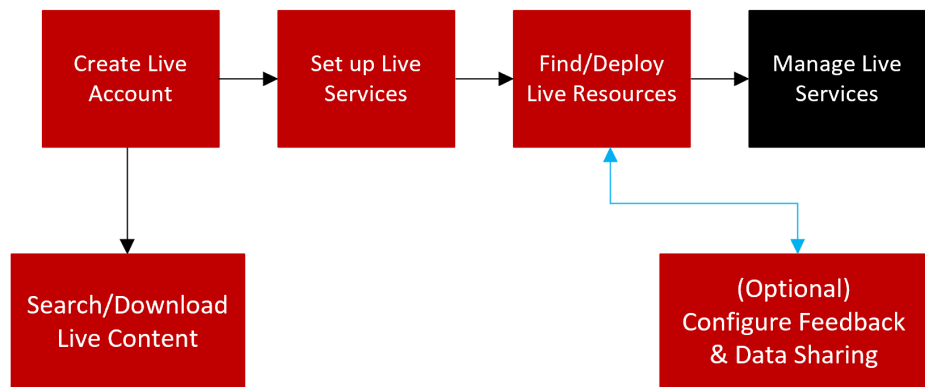 Create Live
Account
Set up Live
Services
Find/Deploy
Live Resources
Manage Live
Services
Search/Download
Live Content
(Optional)
Configure Feedback
& Data Sharing